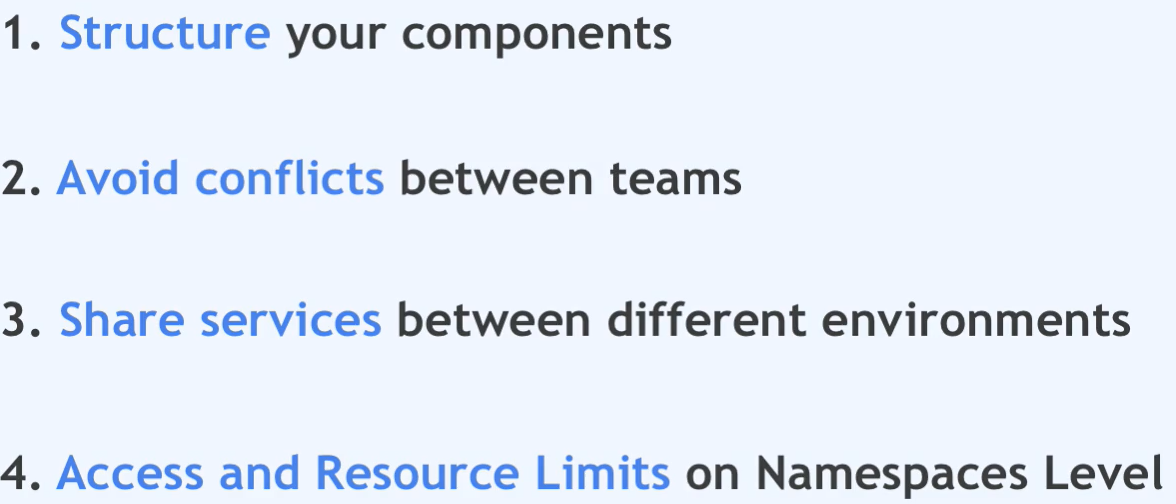 1. Structure your components
2. Avoid conflicts between teams
3. Share services between different environments
4. Access and Resource Limits on Namespaces Level